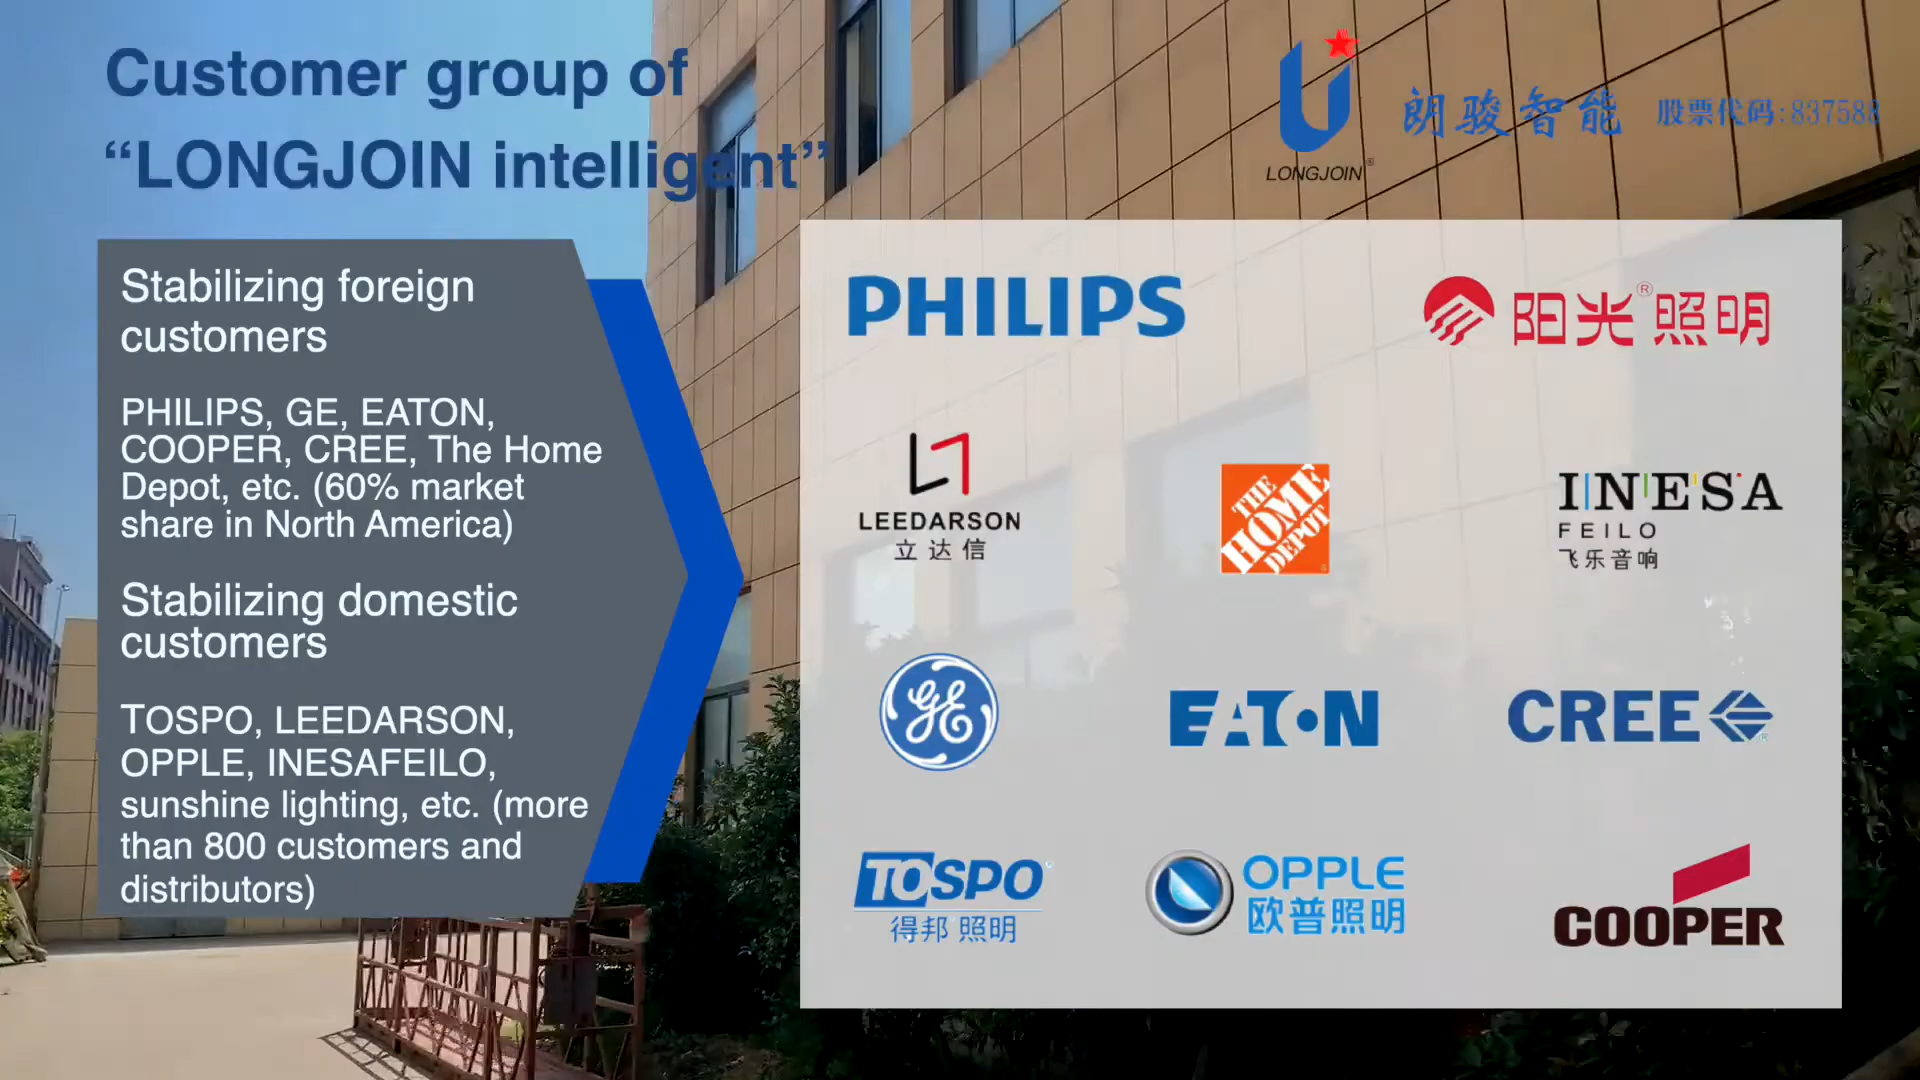 Customer group of
“LONGJOIN intelligent”
LONGJOIN®
朗骏智能
股票代码:837588
Stabilizing foreign
customers
PHILIPS, GE, EATON,
COOPER, CREE, The Home
Depot, etc. (60% market
share in North America)
Stabilizing domestic
customers
TOSPO, LEEDARSON,
OPPLE, INESAFEILO,
sunshine lighting, etc. (more
than 800 customers and
distributors)
PHILIPS
阳光®照明
LEEDARSON
立达信
THE
HOME
DEPOT
INESA
FEILO
飞乐音响
GE
EATON
CREE
TOSPO
得邦 照明
OPPLE
欧普照明
COOPER